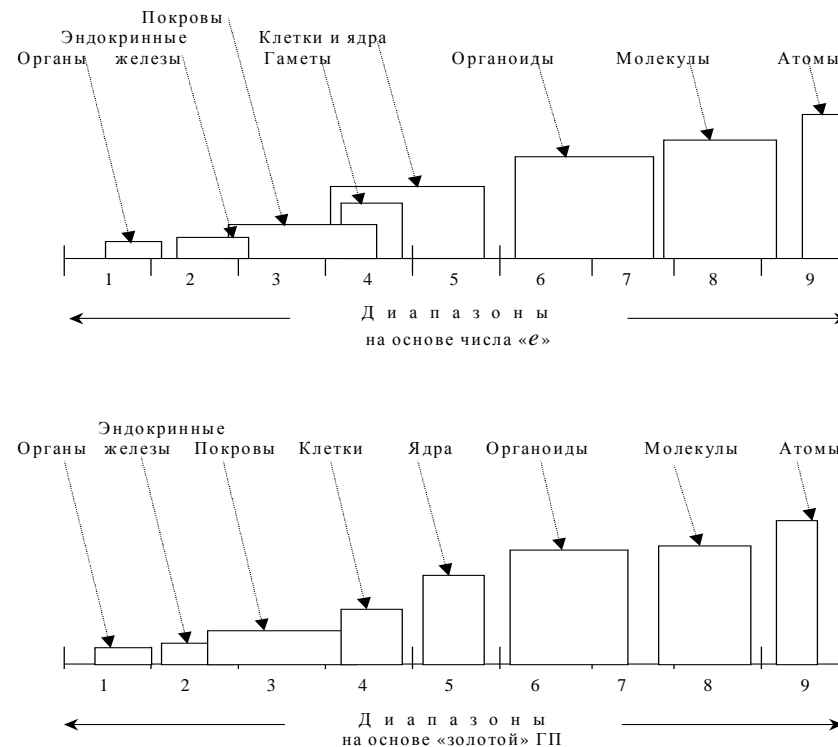 Покровы
Эндокринные Клетки и ядра
Органы железы Гаметы Органоиды Молекулы Атомы
1 2 3 4 5 6 7 8 9
Диапазоны
на основе числа «e»
Эндокринные
Органы железы Покровы Клетки Ядра Органоиды Молекулы Атомы
1 2 3 4 5 6 7 8 9
Диапазоны
на основе «золотой» ГП